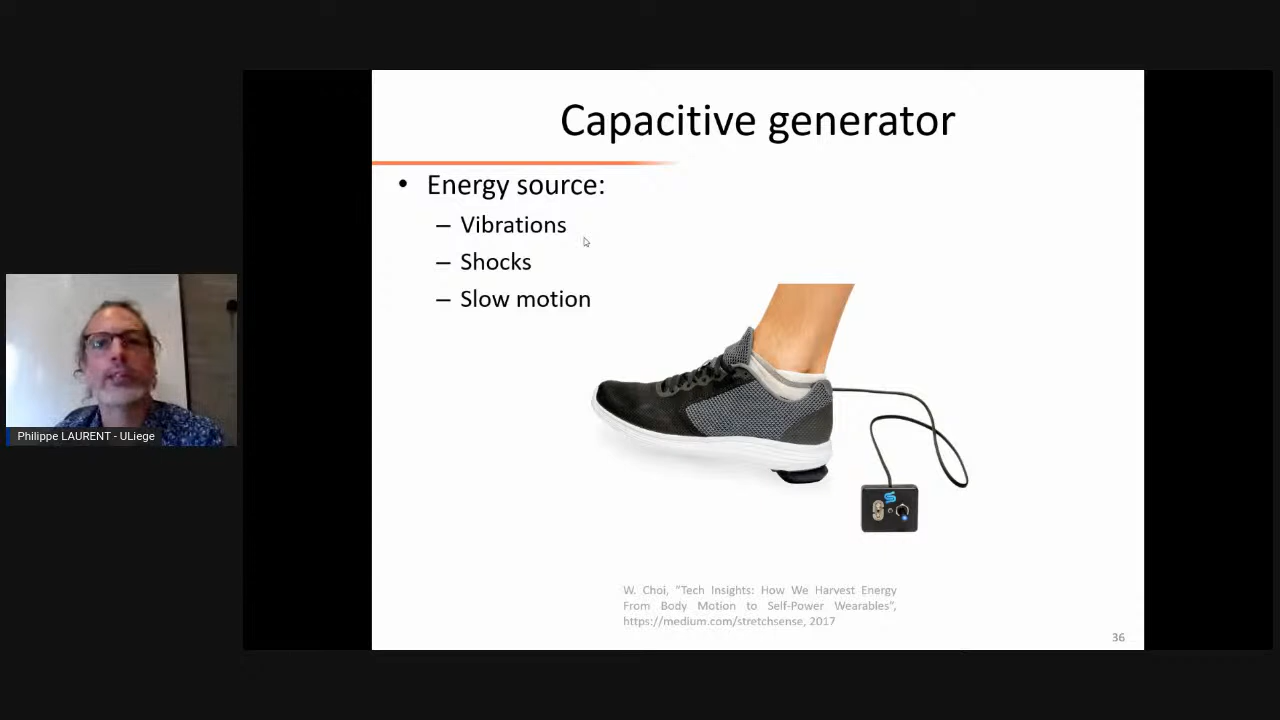 Capacitive generator
• Energy source:
– Vibrations
– Shocks
– Slow motion
Philippe LAURENT - ULiege
W. Choi, "Tech Insights: How We Harvest Energy
From Body Motion to Self-Power Wearables",
https://medium.com/stretchsense, 2017
36